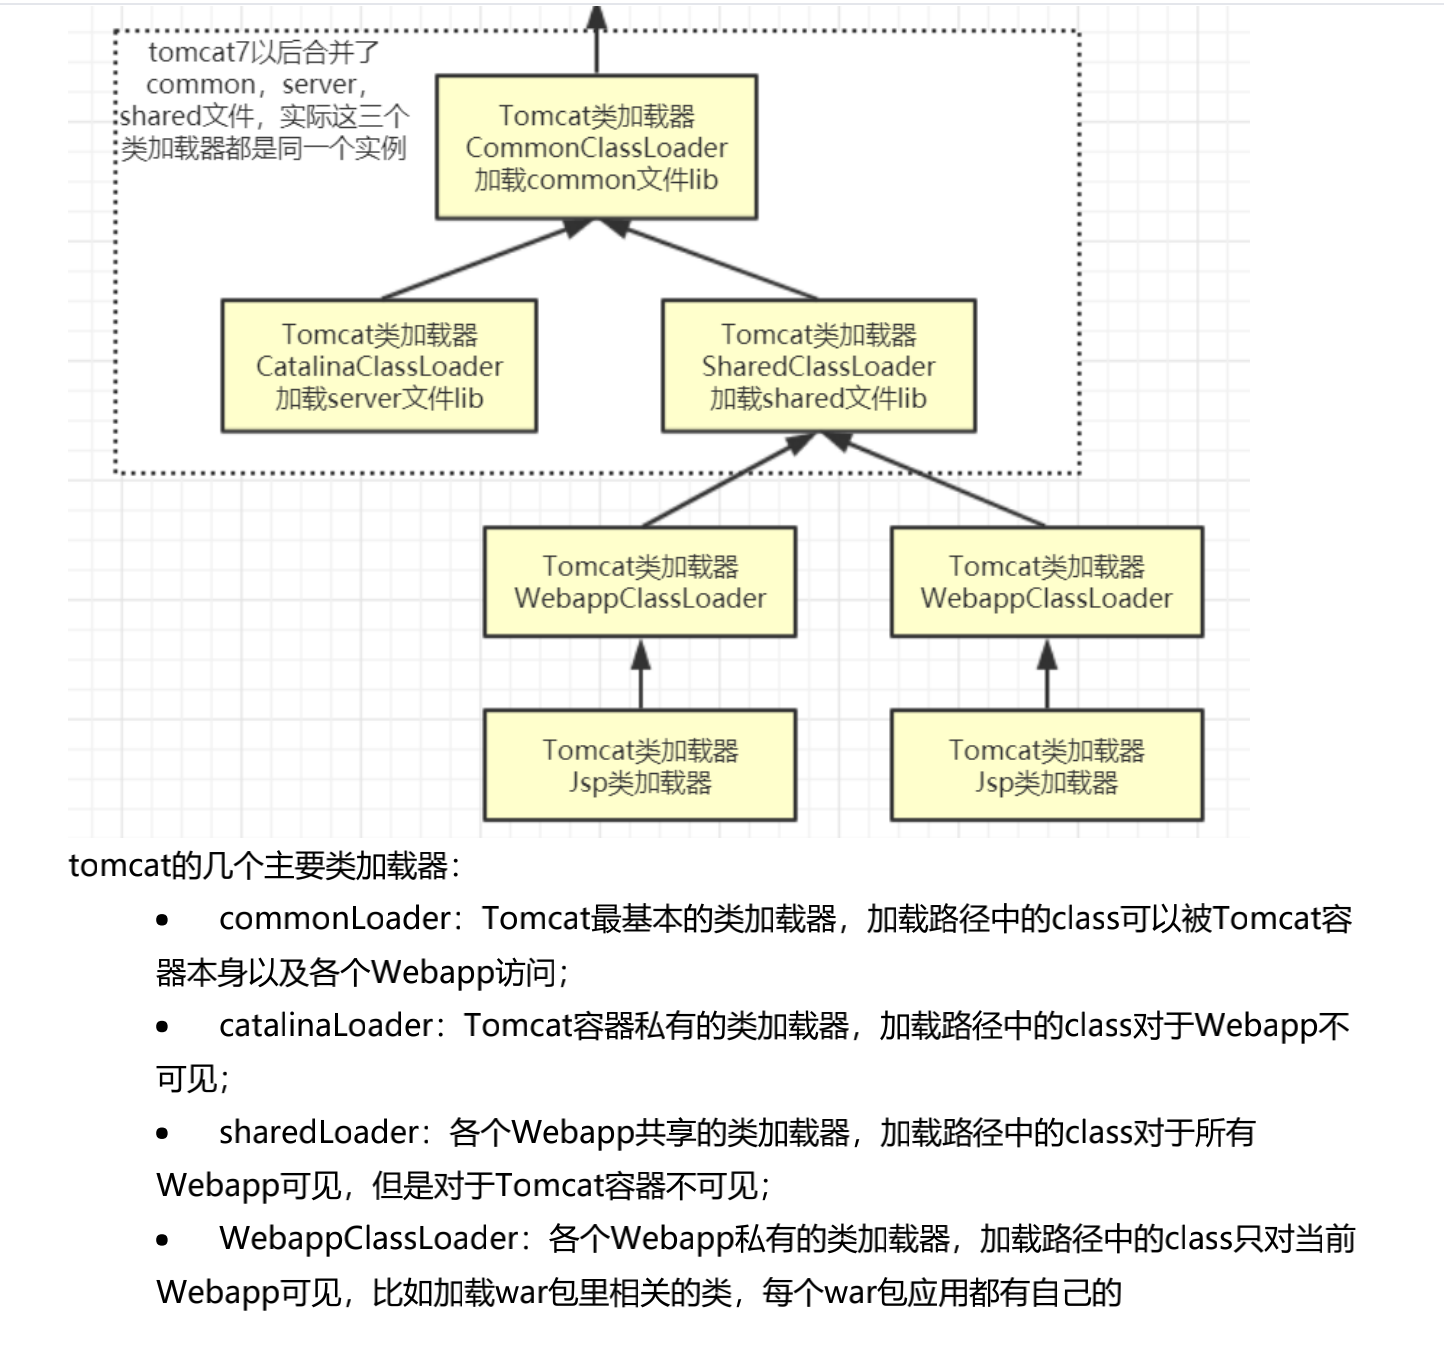 tomcat7以后合并了
common，server，
shared文件，实际这三个
类加载器都是同一个实例
Tomcat类加载器
CommonClassLoader
加载common文件lib
Tomcat类加载器
CatalinaClassLoader
加载server文件lib
Tomcat类加载器
SharedClassLoader
加载shared文件lib
Tomcat类加载器
WebappClassLoader
Tomcat类加载器
WebappClassLoader
Tomcat类加载器
Jsp类加载器
Tomcat类加载器
Jsp类加载器
tomcat的几个主要类加载器：
• commonLoader：Tomcat最基本的类加载器，加载路径中的class可以被Tomcat容
器本身以及各个Webapp访问；
• catalinaLoader：Tomcat容器私有的类加载器，加载路径中的class对于Webapp不
可见；
• sharedLoader：各个Webapp共享的类加载器，加载路径中的class对于所有
Webapp可见，但是对于Tomcat容器不可见；
• WebappClassLoader：各个Webapp私有的类加载器，加载路径中的class只对当前
Webapp可见，比如加载war包里相关的类，每个war包应用都有自己的